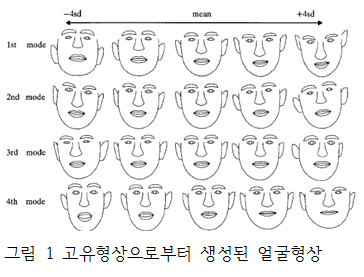 −4sd mean +4sd
1st mode
2nd mode
3rd mode
4th mode
그림 1 고유형상으로부터 생성된 얼굴형상